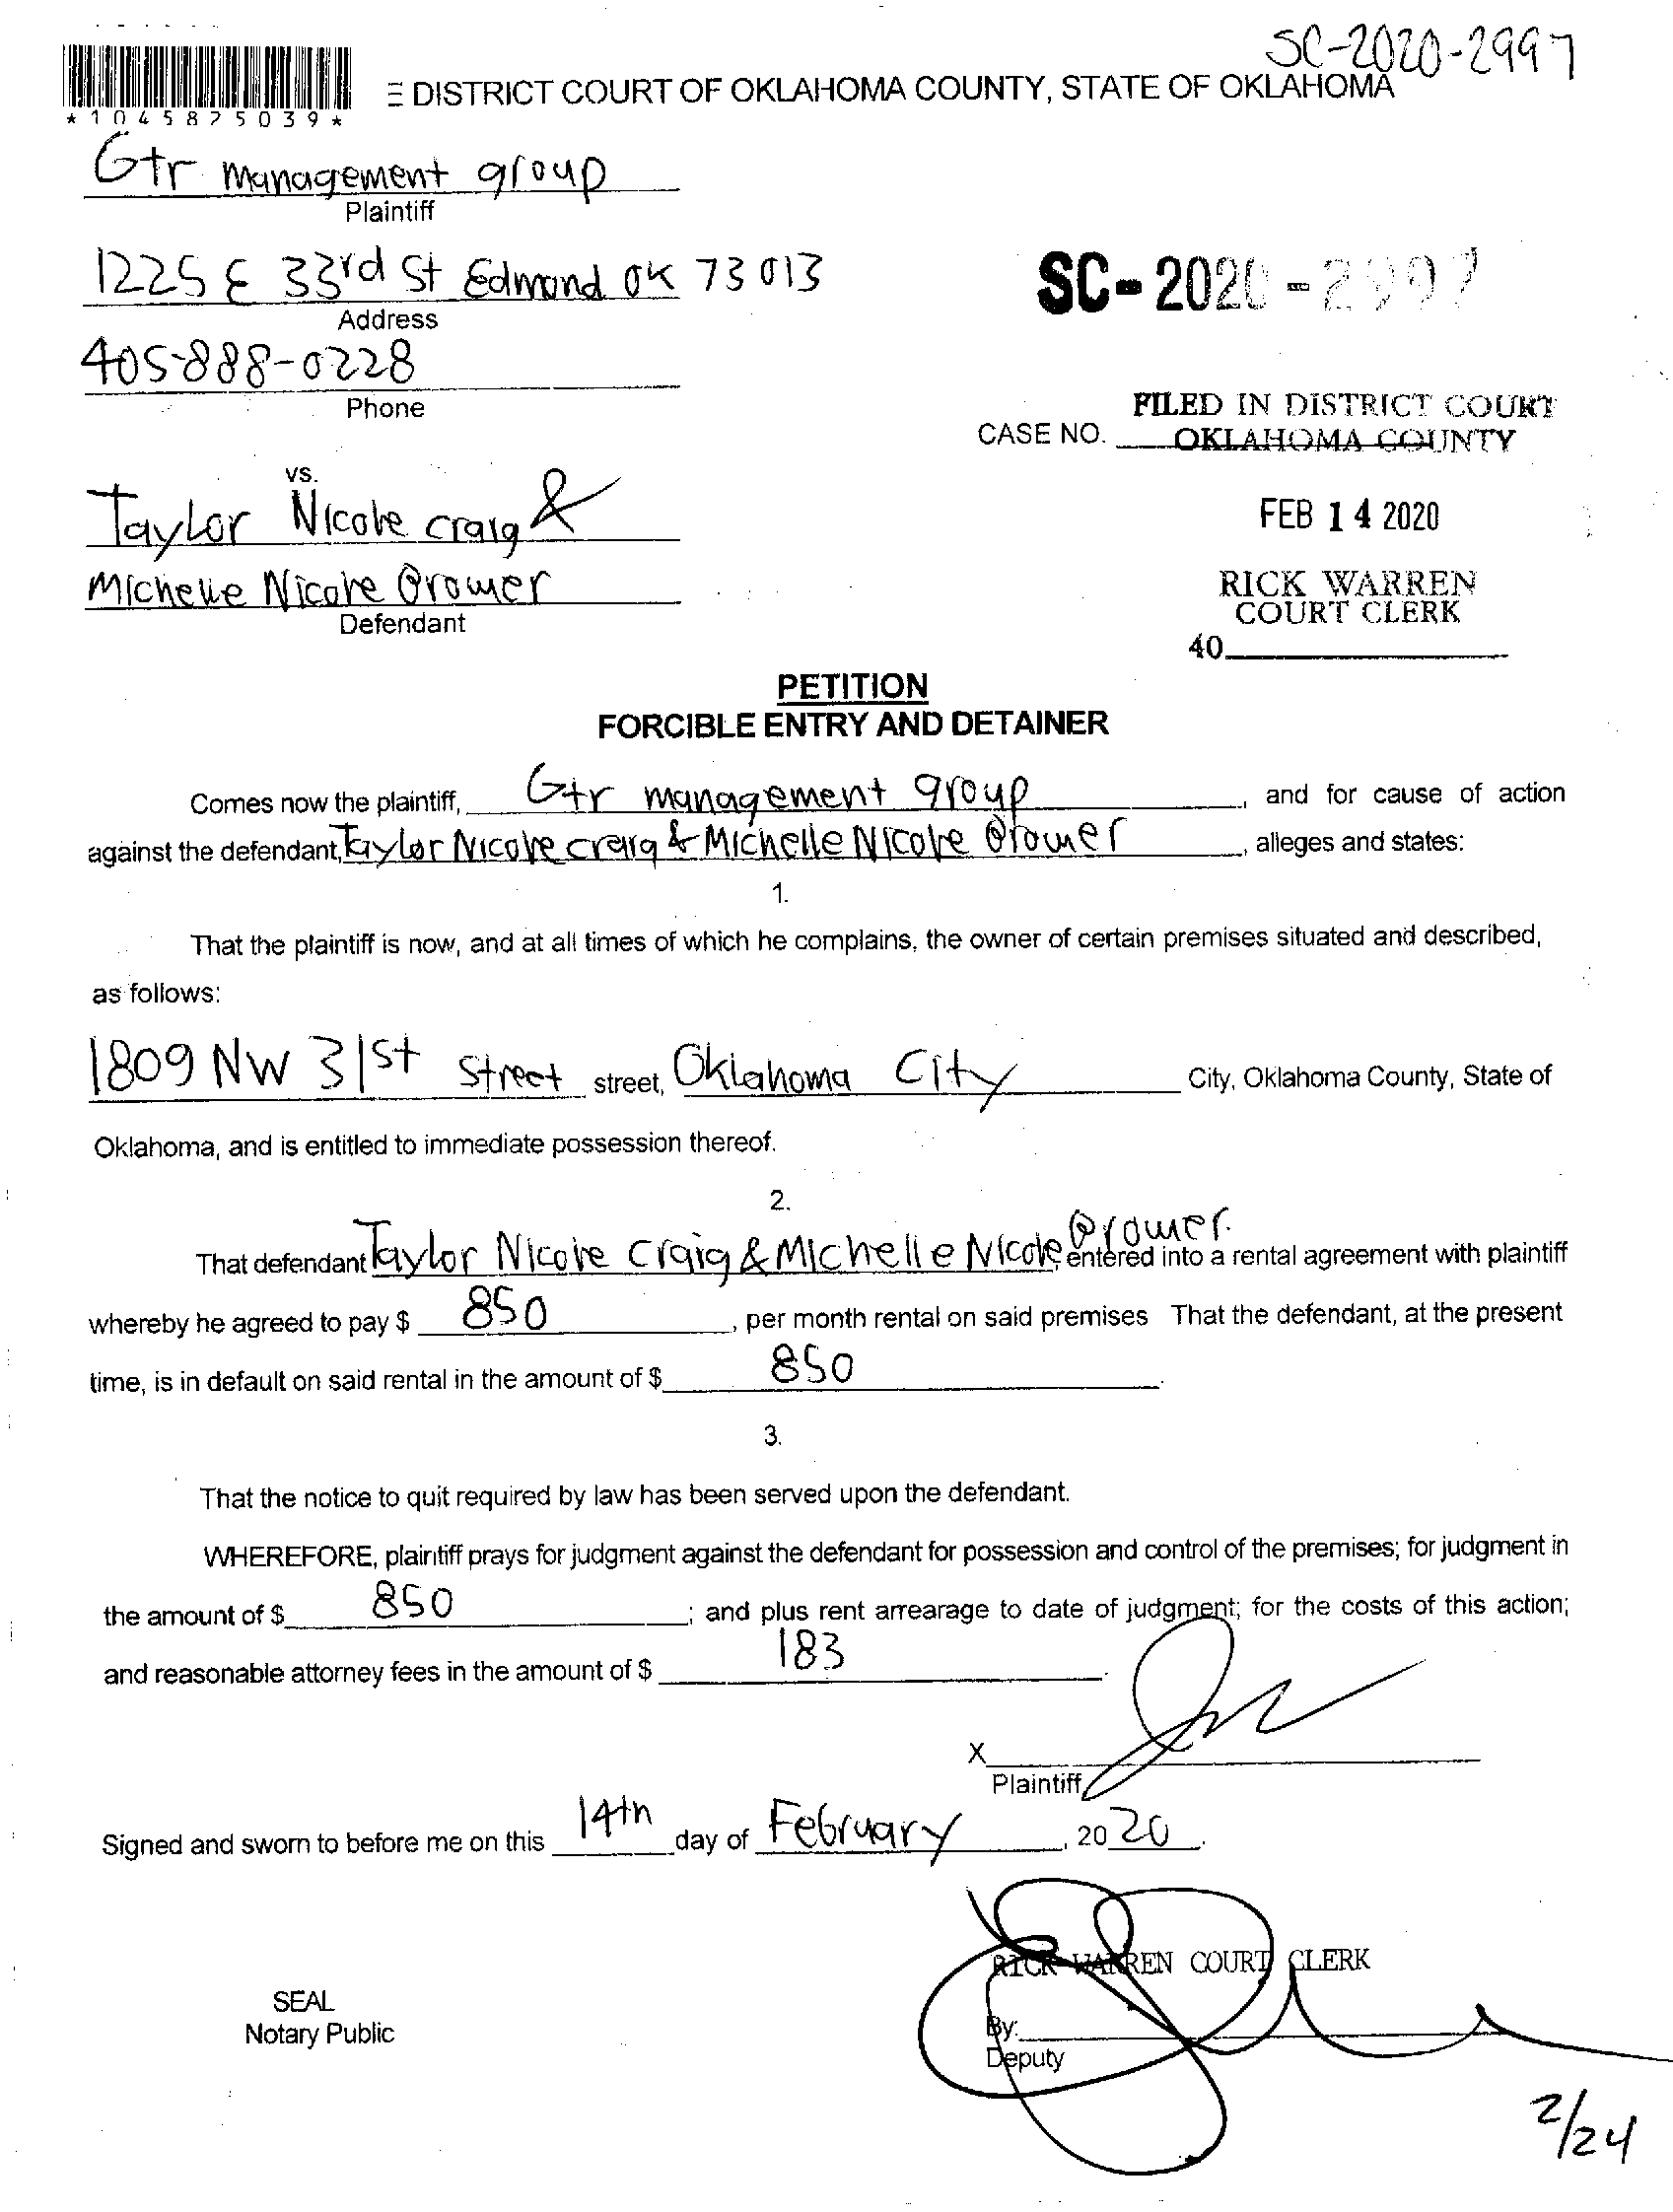 SC-2020-2997
*1045825039*
E DISTRICT COURT OF OKLAHOMA COUNTY, STATE OF OKLAHOMA
Gtr management group
Plaintiff
1225 E 33rd St Edmond OK 73013
Address
SC-2020-2997
405-888-0228
Phone
FILED IN DISTRICT COURT
CASE NO. OKLAHOMA COUNTY
vs.
Taylor Nicole craig &
FEB 14 2020
Michelle Nicole
Defendant
RICK WARREN
COURT CLERK
40
PETITION
FORCIBLE ENTRY AND DETAINER
Comes now the plaintiff, Gtr management group, and for cause of action
against the defendant, Taylor Nicole craig & Michelle Nicole, alleges and states:
1.
That the plaintiff is now, and at all times of which he complains, the owner of certain premises situated and described,
as follows:
1809 NW 31st Street street, Oklahoma City City, Oklahoma County, State of
Oklahoma, and is entitled to immediate possession thereof.
2.
That defendant Taylor Nicole Craig & Michelle Nicole entered into a rental agreement with plaintiff
whereby he agreed to pay $ 850, per month rental on said premises That the defendant, at the present
time, is in default on said rental in the amount of $ 850.
3.
That the notice to quit required by law has been served upon the defendant.
WHEREFORE, plaintiff prays for judgment against the defendant for possession and control of the premises; for judgment in
the amount of $ 850; and plus rent arrearage to date of judgment; for the costs of this action;
and reasonable attorney fees in the amount of $ 183.
X
Plaintiff
Signed and sworn to before me on this 14th day of February, 2020.
RICK WARREN COURT CLERK
SEAL
Notary Public
By:
Deputy
2/24